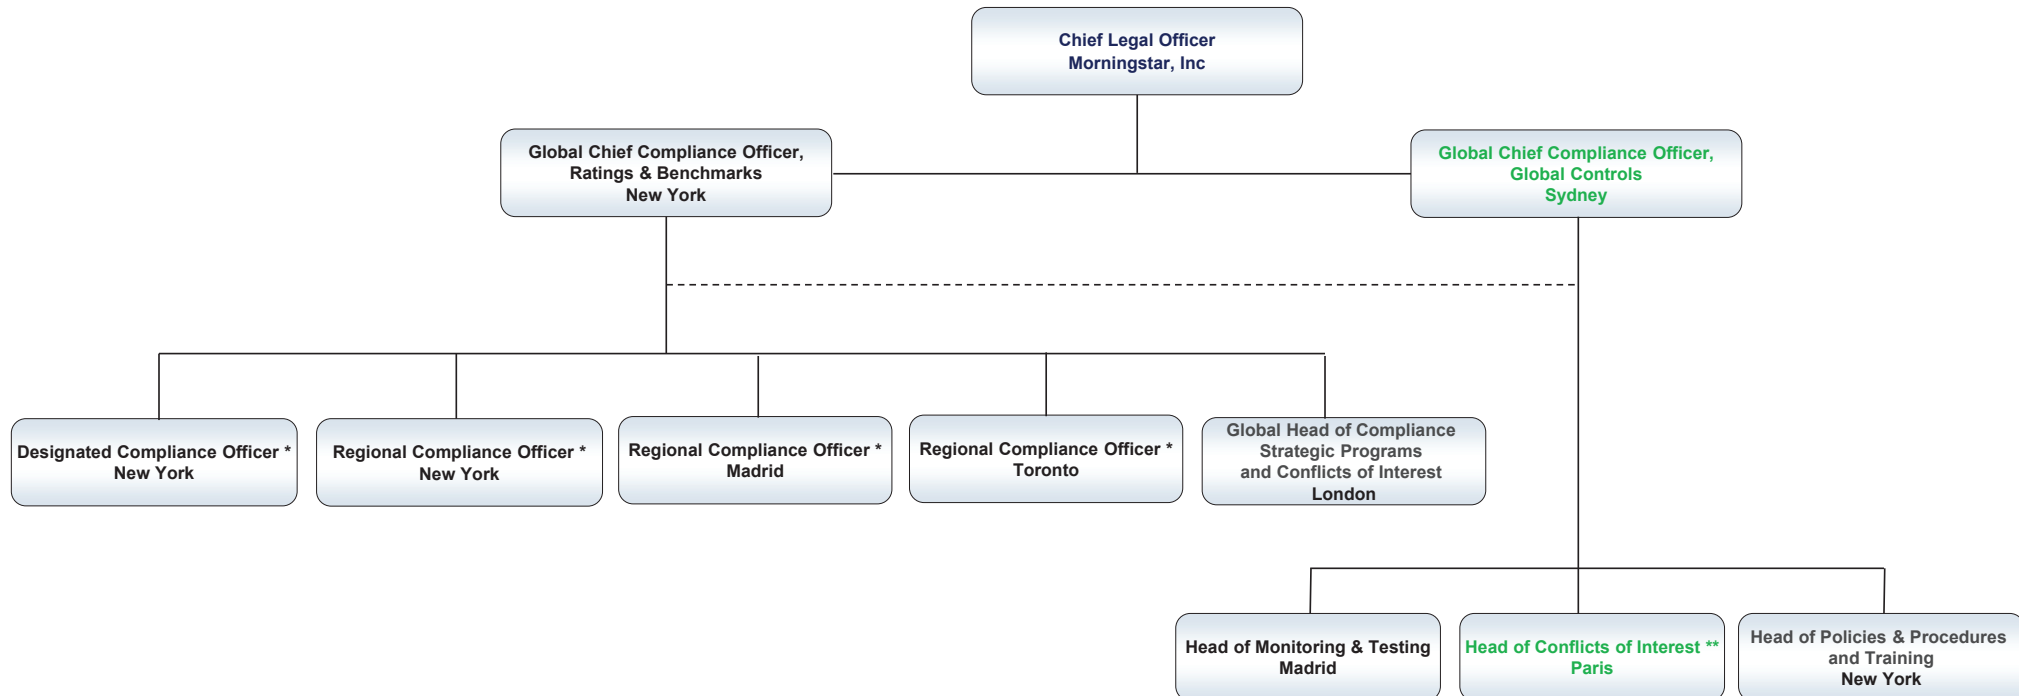 Chief Legal Officer
Morningstar, Inc
Global Chief Compliance Officer,
Ratings & Benchmarks
New York
Global Chief Compliance Officer,
Global Controls
Sydney
Designated Compliance Officer *
New York
Regional Compliance Officer *
New York
Regional Compliance Officer *
Madrid
Regional Compliance Officer *
Toronto
Global Head of Compliance
Strategic Programs
and Conflicts of Interest
London
Head of Monitoring & Testing
Madrid
Head of Conflicts of Interest **
Paris
Head of Policies & Procedures
and Training
New York